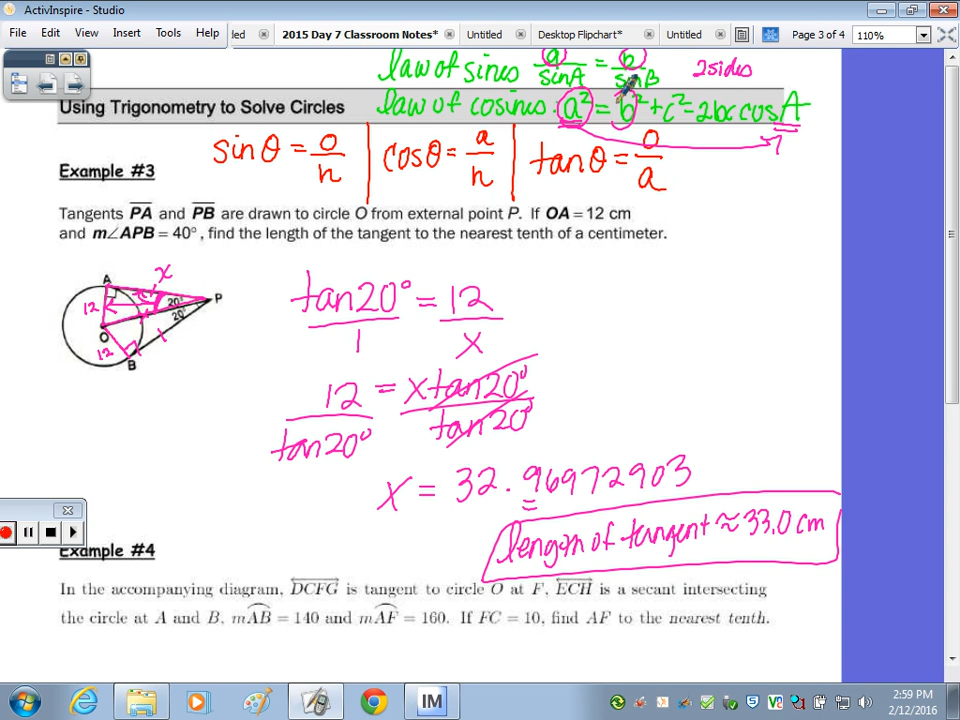 ActivInspire - Studio
File Edit View Insert Tools Help lled 2015 Day 7 Classroom Notes* Untitled Desktop Flipchart* Untitled Page 3 of 4 110%
law of sines a/sinA = b/sinB 2 sides
Using Trigonometry to Solve Circles law of cosines: a² = b² + c² - 2bc cosA
sinθ = o/h | cosθ = a/h | tanθ = o/a
Example #3
Tangents PA and PB are drawn to circle O from external point P. If OA = 12 cm
and m∠APB = 40°, find the length of the tangent to the nearest tenth of a centimeter.
A x
12 20° P
20°
O
12
B
tan20°/1 = 12/x
12/tan20° = xtan20°/tan20°
x = 32.96972903
length of tangent ≈ 33.0 cm
Example #4
In the accompanying diagram, DCFG is tangent to circle O at F, ECH is a secant intersecting
the circle at A and B, mAB = 140 and mAF = 160. If FC = 10, find AF to the nearest tenth.
IM
V2
2:59 PM
2/12/2016